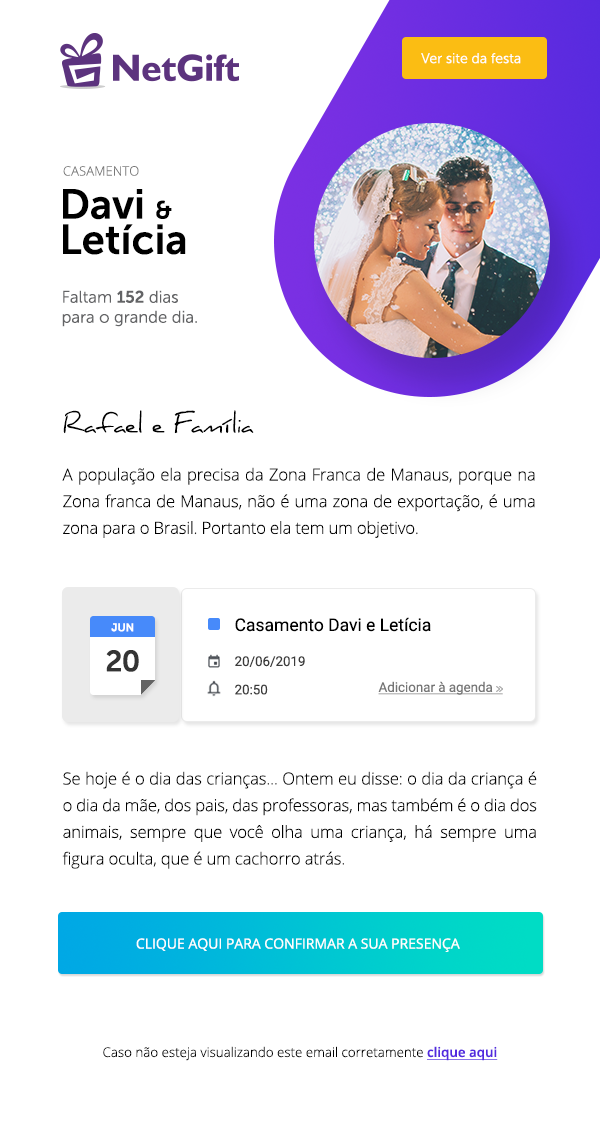 NetGift
Ver site da festa
CASAMENTO
Davi &
Letícia
Faltam 152 dias
para o grande dia.
Rafael e Família
A população ela precisa da Zona Franca de Manaus, porque na
Zona franca de Manaus, não é uma zona de exportação, é uma
zona para o Brasil. Portanto ela tem um objetivo.
JUN
20
Casamento Davi e Letícia
20/06/2019
20:50
Adicionar à agenda »
Se hoje é o dia das crianças... Ontem eu disse: o dia da criança é
o dia da mãe, dos pais, das professoras, mas também é o dia dos
animais, sempre que você olha uma criança, há sempre uma
figura oculta, que é um cachorro atrás.
CLIQUE AQUI PARA CONFIRMAR A SUA PRESENÇA
Caso não esteja visualizando este email corretamente clique aqui